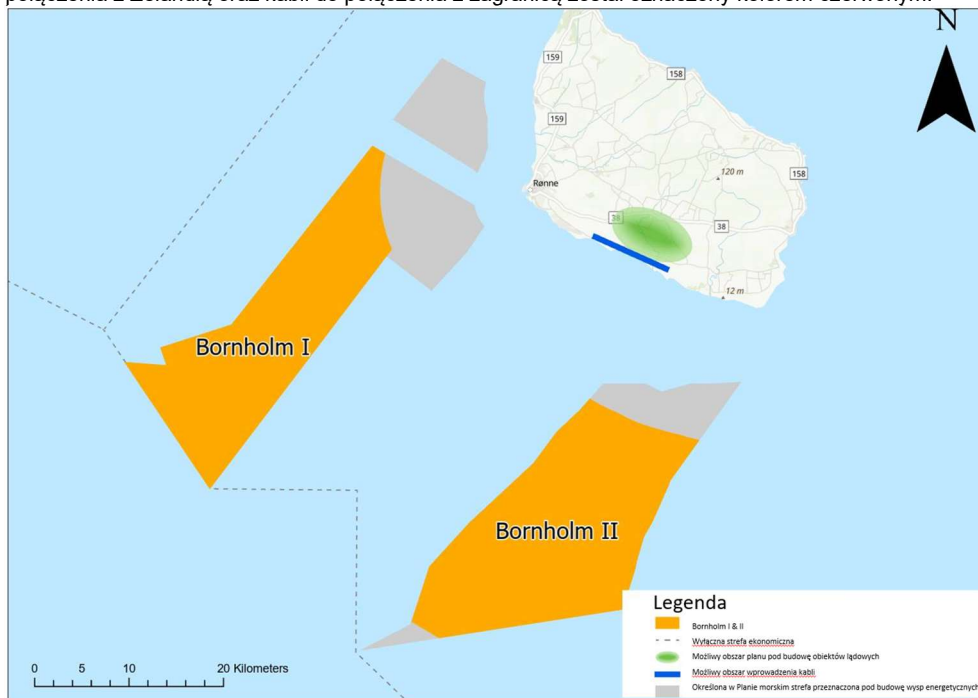 połączenia z Zelandią oraz kabli do połączenia z zagranicą został oznaczony kolorem czerwonym.
N
159
158
159
120 m
158
Rønne
38
38
12 m
Bornholm I
Bornholm II
Legenda
Bornholm I & II
Wyłączna strefa ekonomiczna
Możliwy obszar planu pod budowę obiektów lądowych
Możliwy obszar wprowadzenia kabli
Określona w Planie morskim strefa przeznaczona pod budowę wysp energetycznych
0 5 10 20 Kilometers